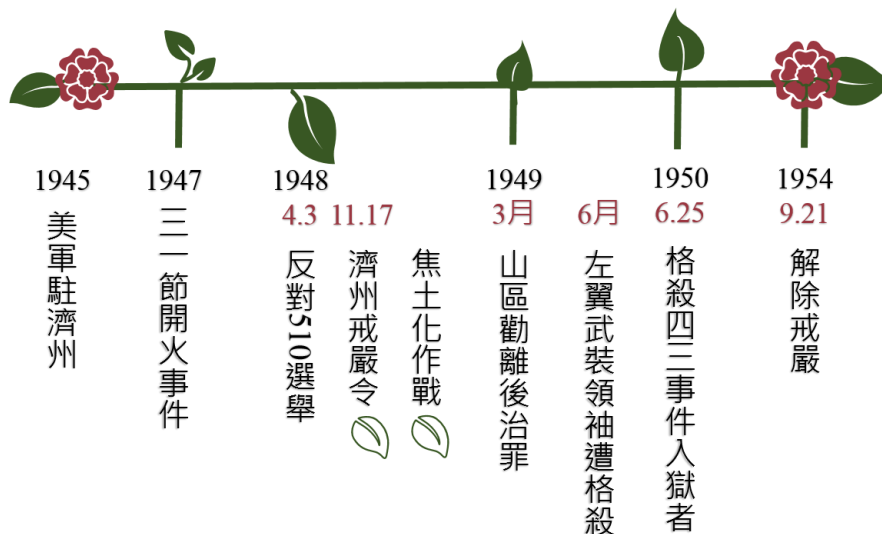 1945
美軍駐濟州
1947
三一節開火事件
1948
4.3
反對510選舉
11.17
濟州戒嚴令
焦土化作戰
1949
3月
山區勸離後治罪
6月
左翼武裝領袖遭格殺
1950
6.25
格殺四三事件入獄者
1954
9.21
解除戒嚴